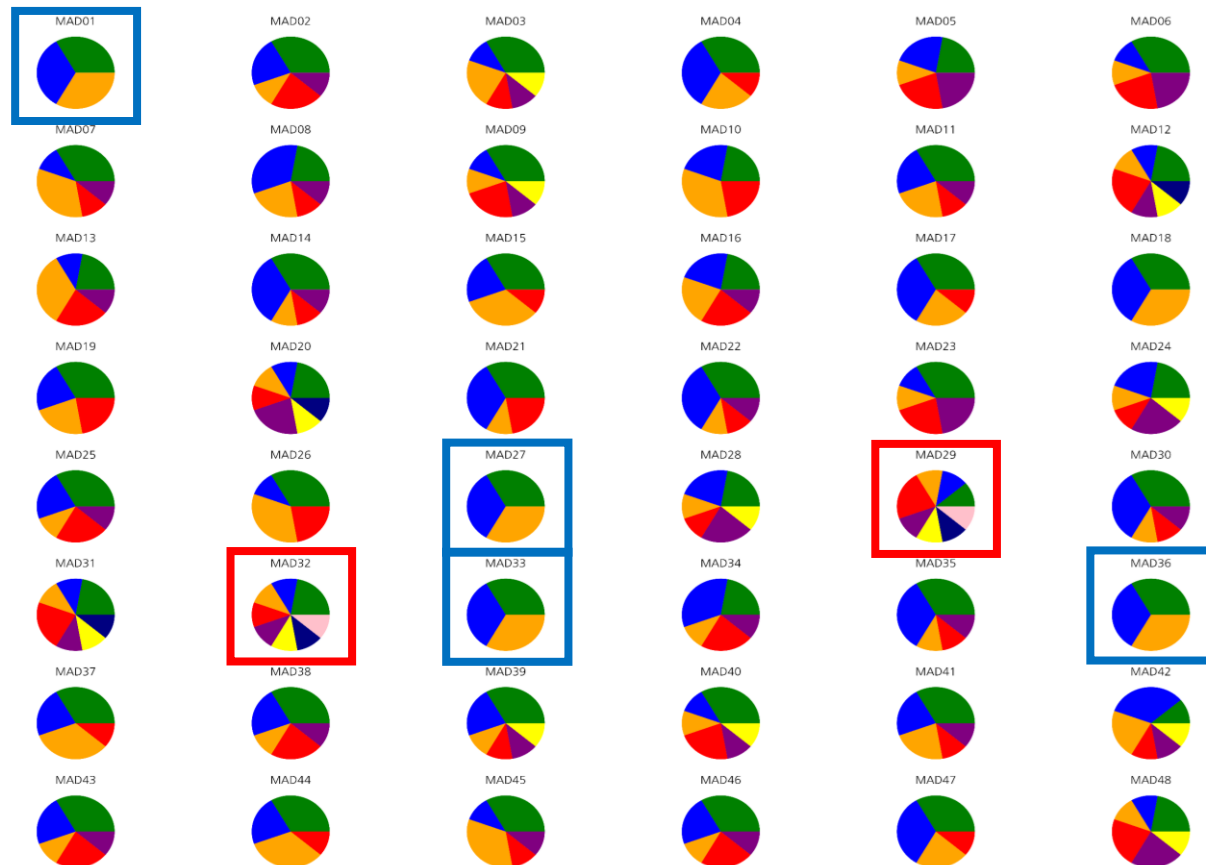 MAD01 MAD02 MAD03 MAD04 MAD05 MAD06
MAD07 MAD08 MAD09 MAD10 MAD11 MAD12
MAD13 MAD14 MAD15 MAD16 MAD17 MAD18
MAD19 MAD20 MAD21 MAD22 MAD23 MAD24
MAD25 MAD26 MAD27 MAD28 MAD29 MAD30
MAD31 MAD32 MAD33 MAD34 MAD35 MAD36
MAD37 MAD38 MAD39 MAD40 MAD41 MAD42
MAD43 MAD44 MAD45 MAD46 MAD47 MAD48